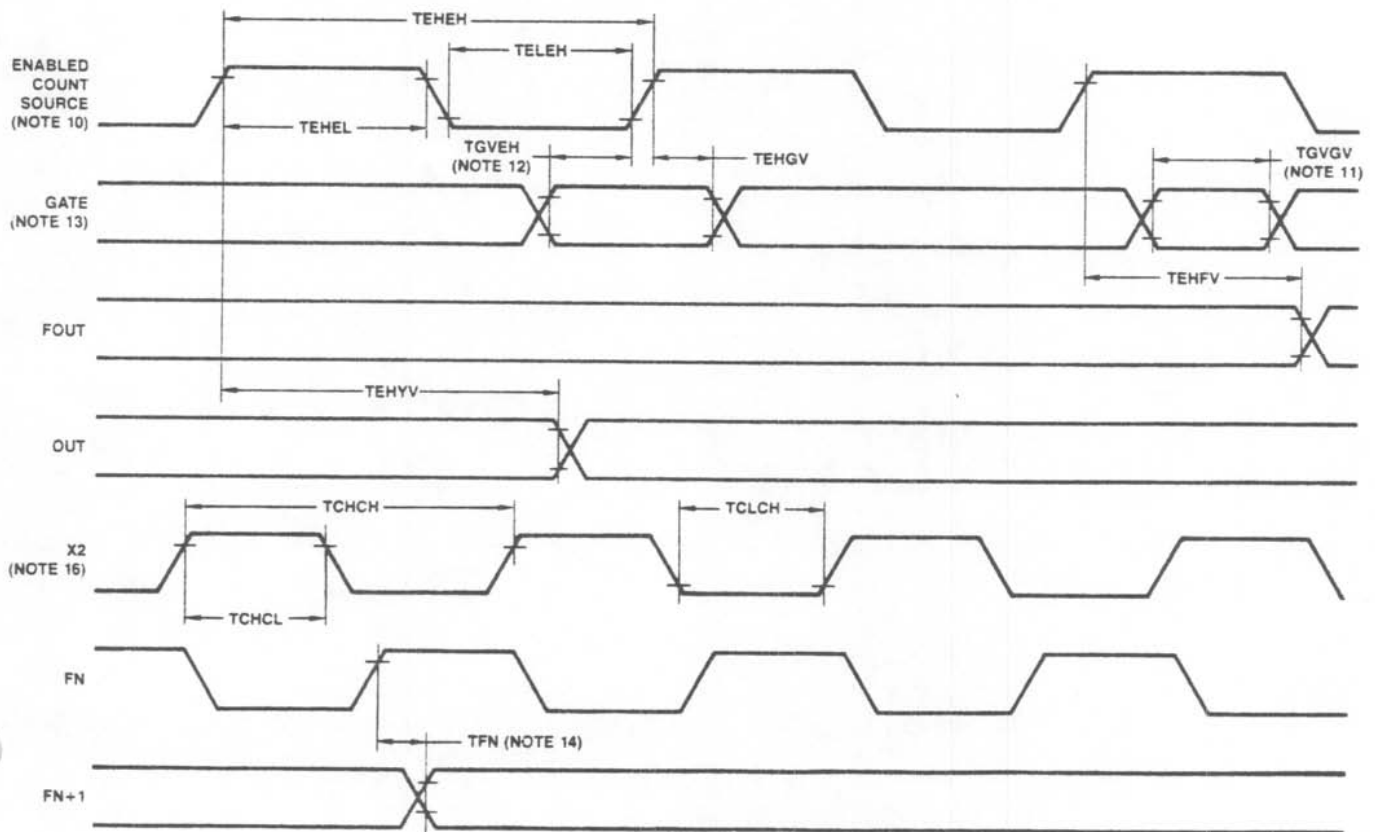 TEHEH
TELEH
ENABLED
COUNT
SOURCE
(NOTE 10)
TEHEL
TGVEH
(NOTE 12)
TEHGV
TGVGV
(NOTE 11)
GATE
(NOTE 13)
TEHFV
FOUT
TEHYV
OUT
TCHCH
TCLCH
X2
(NOTE 16)
TCHCL
FN
TFN (NOTE 14)
FN+1